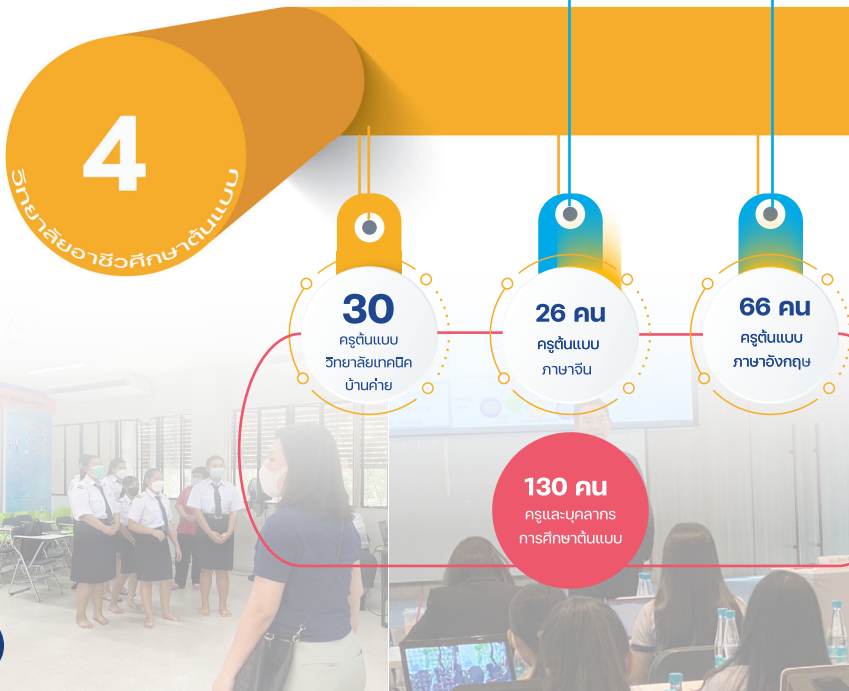 4
วิทยาลัยอาชีวศึกษาต้นแบบ
30
ครูต้นแบบ
วิทยาลัยเทคนิค
บ้านค่าย
26 คน
ครูต้นแบบ
ภาษาจีน
66 คน
ครูต้นแบบ
ภาษาอังกฤษ
130 คน
ครูและบุคลากร
การศึกษาต้นแบบ